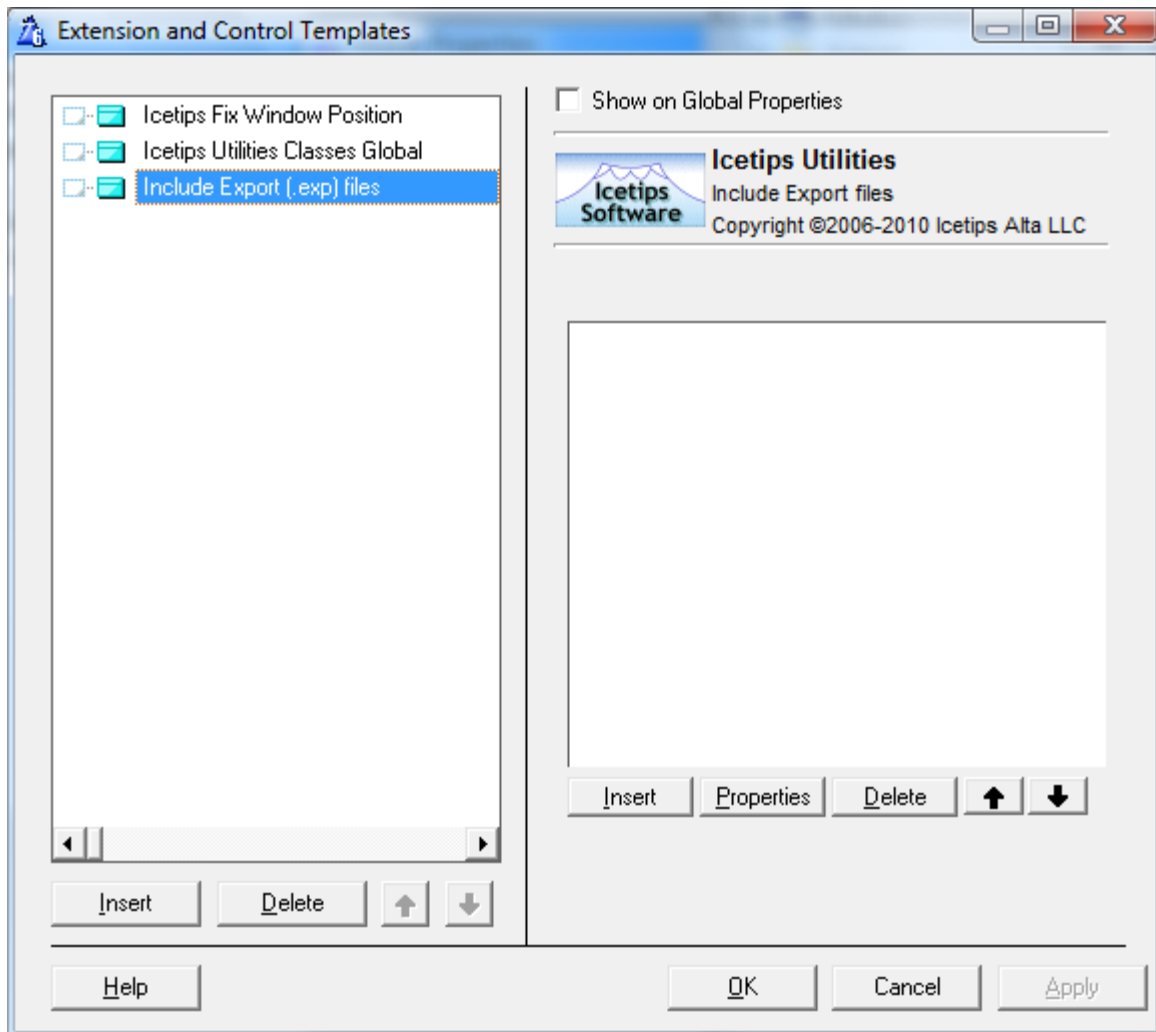 Extension and Control Templates
Icetips Fix Window Position
Icetips Utilities Classes Global
Include Export (.exp) files
Insert
Delete
Show on Global Properties
Icetips
Software
Icetips Utilities
Include Export files
Copyright ©2006-2010 Icetips Alta LLC
Insert
Properties
Delete
Help
OK
Cancel
Apply